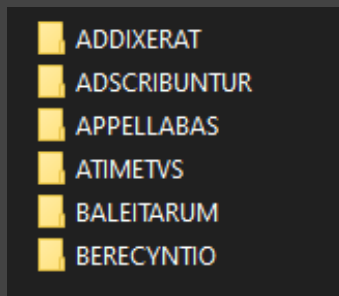 ADDIXERAT
ADSCRIBUNTUR
APPELLABAS
ATIMETVS
BALEITARUM
BERECYNTIO